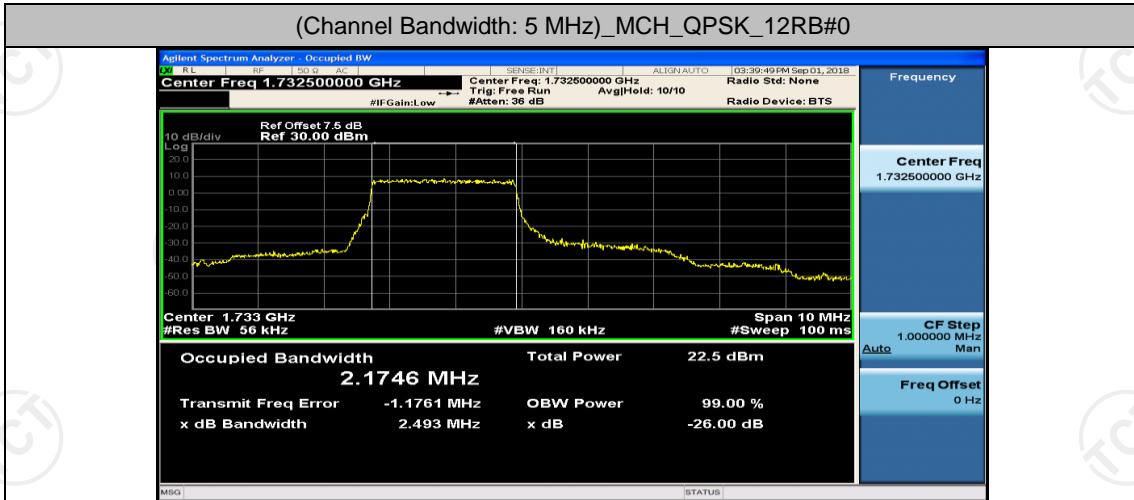 (Channel Bandwidth: 5 MHz)_MCH_QPSK_12RB#0
Agilent Spectrum Analyzer - Occupied BW
LXI RL RF 50 Ω AC SENSE:INT ALIGN AUTO 03:39:49 PM Sep 01, 2018
Center Freq 1.732500000 GHz Center Freq: 1.732500000 GHz Radio Std: None
Trig: Free Run Avg|Hold: 10/10
#IFGain:Low #Atten: 36 dB Radio Device: BTS
Frequency
Ref Offset 7.5 dB
10 dB/div Ref 30.00 dBm
Log
20.0
10.0
0.00
-10.0
-20.0
-30.0
-40.0
-50.0
-60.0
Center 1.733 GHz Span 10 MHz
#Res BW 56 kHz #VBW 160 kHz #Sweep 100 ms
Occupied Bandwidth Total Power 22.5 dBm
2.1746 MHz
Transmit Freq Error -1.1761 MHz OBW Power 99.00 %
x dB Bandwidth 2.493 MHz x dB -26.00 dB
Center Freq
1.732500000 GHz
CF Step
1.000000 MHz
Auto Man
Freq Offset
0 Hz
MSG STATUS
TCT
TCT